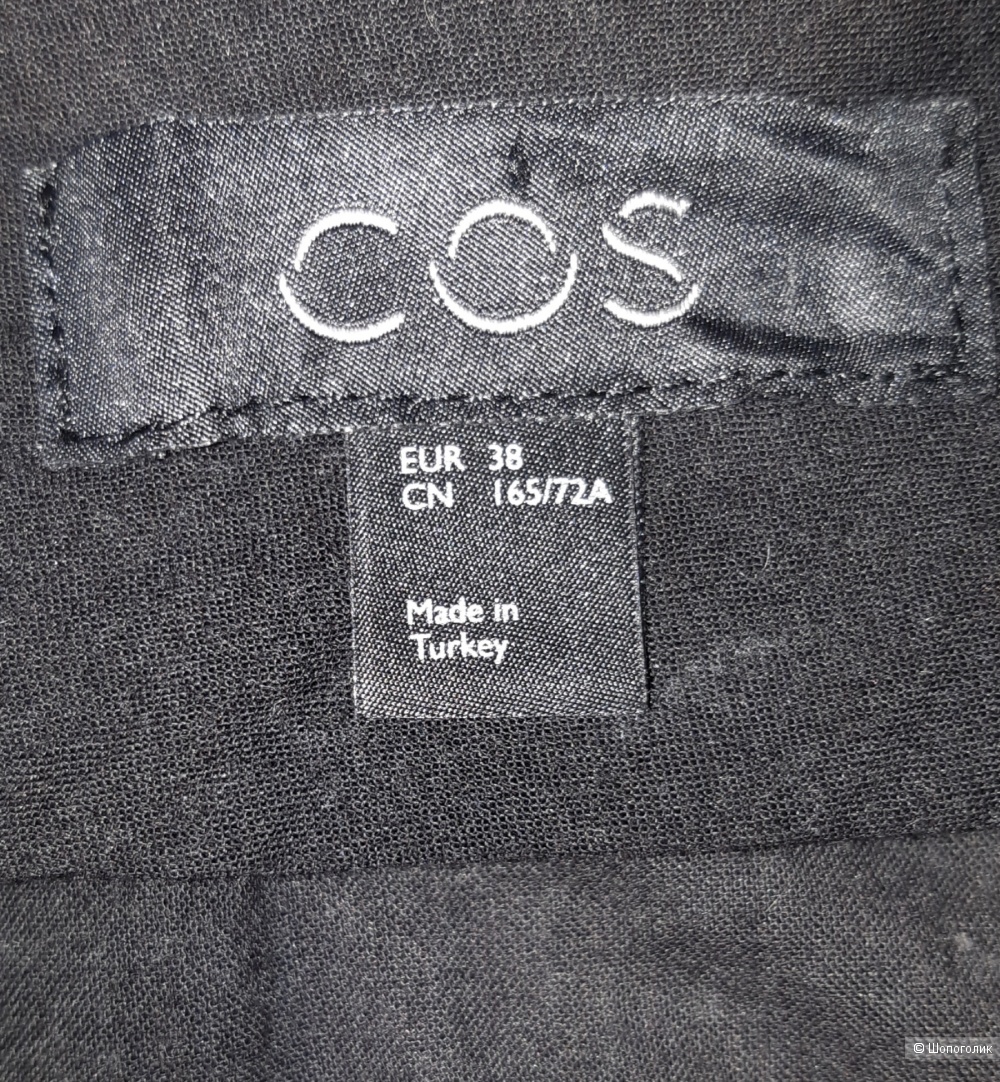 COS
EUR 38
CN 165/72A
Made in
Turkey
© Шопоголик